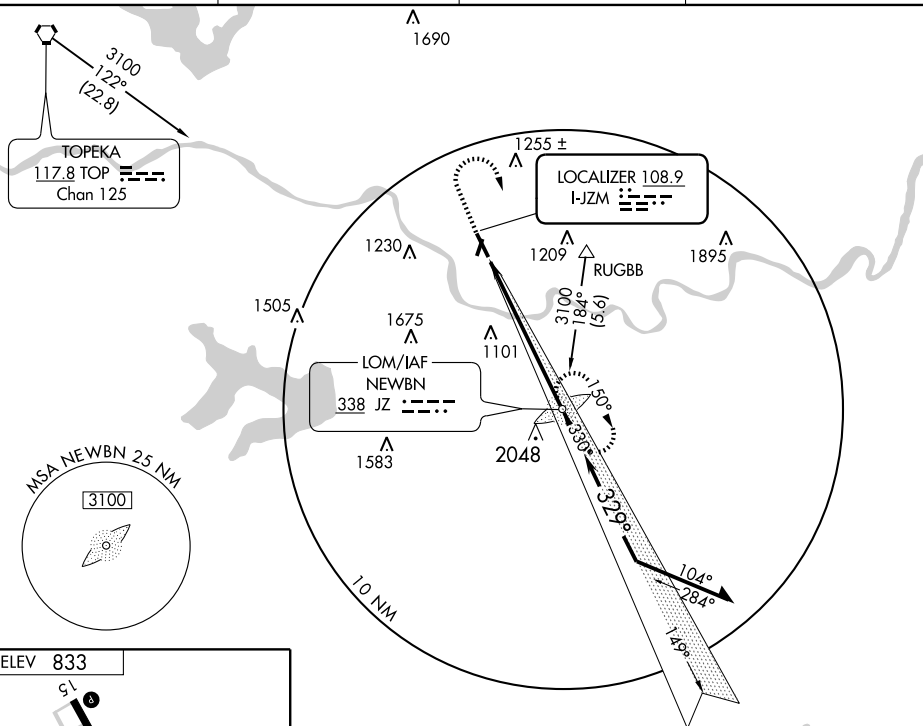 1690
3100
122°
(22.8)
TOPEKA
117.8 TOP
Chan 125
1255 ±
LOCALIZER 108.9
I-JZM
1230
1209
RUGBB
1895
3100
184°
(5.6)
1505
1675
1101
LOM/IAF
NEWBN
338 JZ
150°
330°
2048
1583
329°
MSA NEWBN 25 NM
3100
104°
284°
10 NM
149°
ELEV 833
15
P